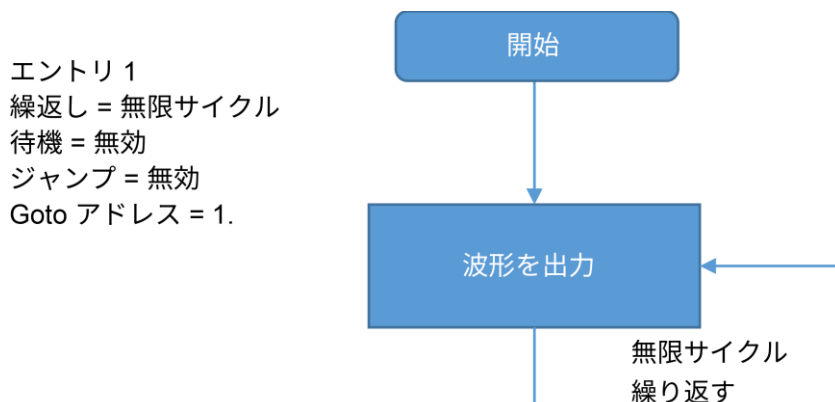 開始
エントリ 1
繰返し = 無限サイクル
待機 = 無効
ジャンプ = 無効
Goto アドレス = 1.
波形を出力
無限サイクル
繰り返す